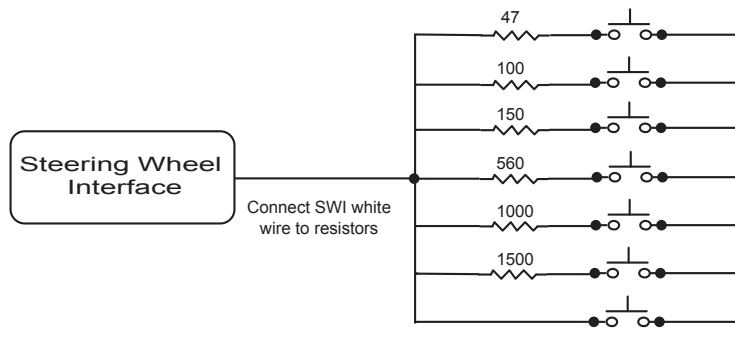 47
100
150
Steering Wheel
Interface
560
Connect SWI white
wire to resistors
1000
1500